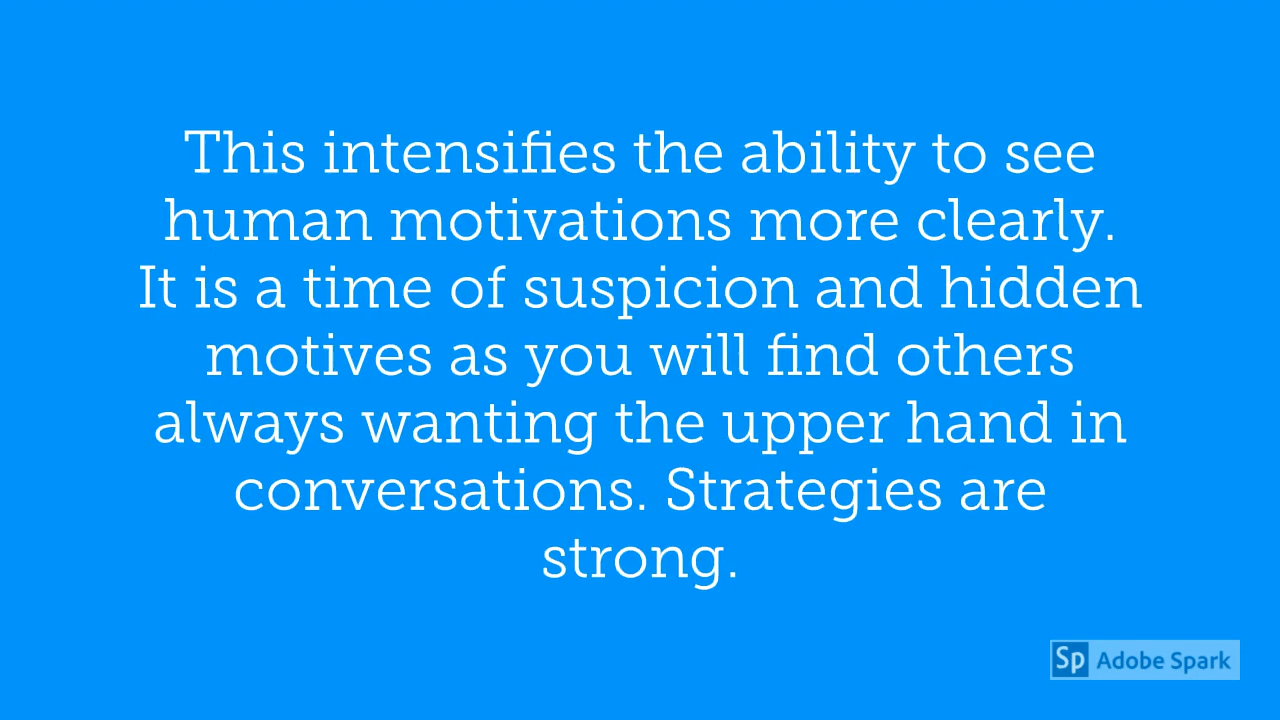 This intensifies the ability to see
human motivations more clearly.
It is a time of suspicion and hidden
motives as you will find others
always wanting the upper hand in
conversations. Strategies are
strong.
Sp Adobe Spark